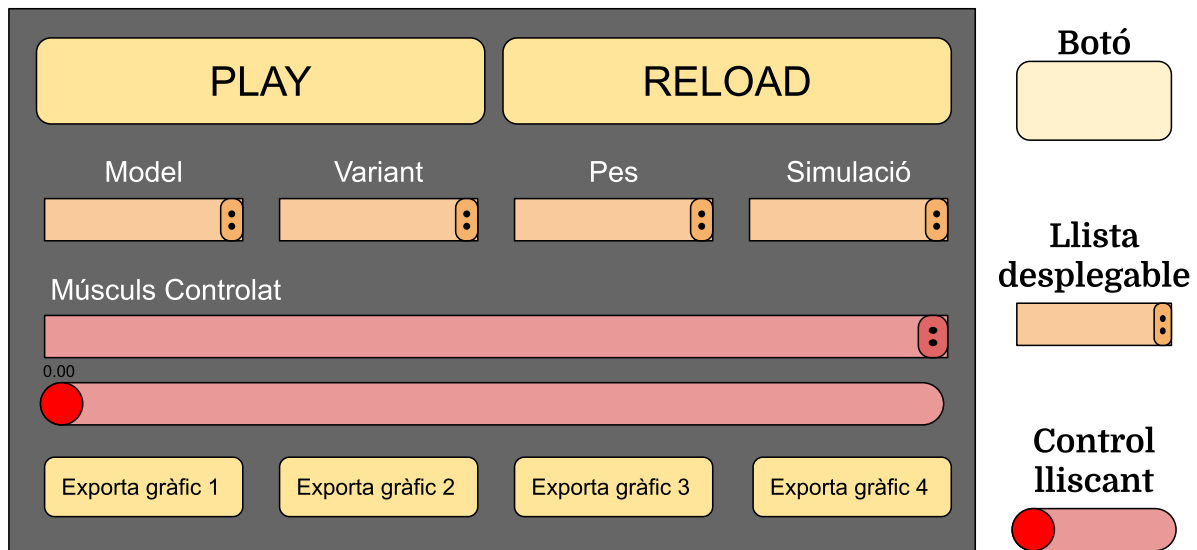 PLAY
RELOAD
Model
Variant
Pes
Simulació
Músculs Controlat
0.00
Exporta gràfic 1
Exporta gràfic 2
Exporta gràfic 3
Exporta gràfic 4
Botó
Llista
desplegable
Control
lliscant